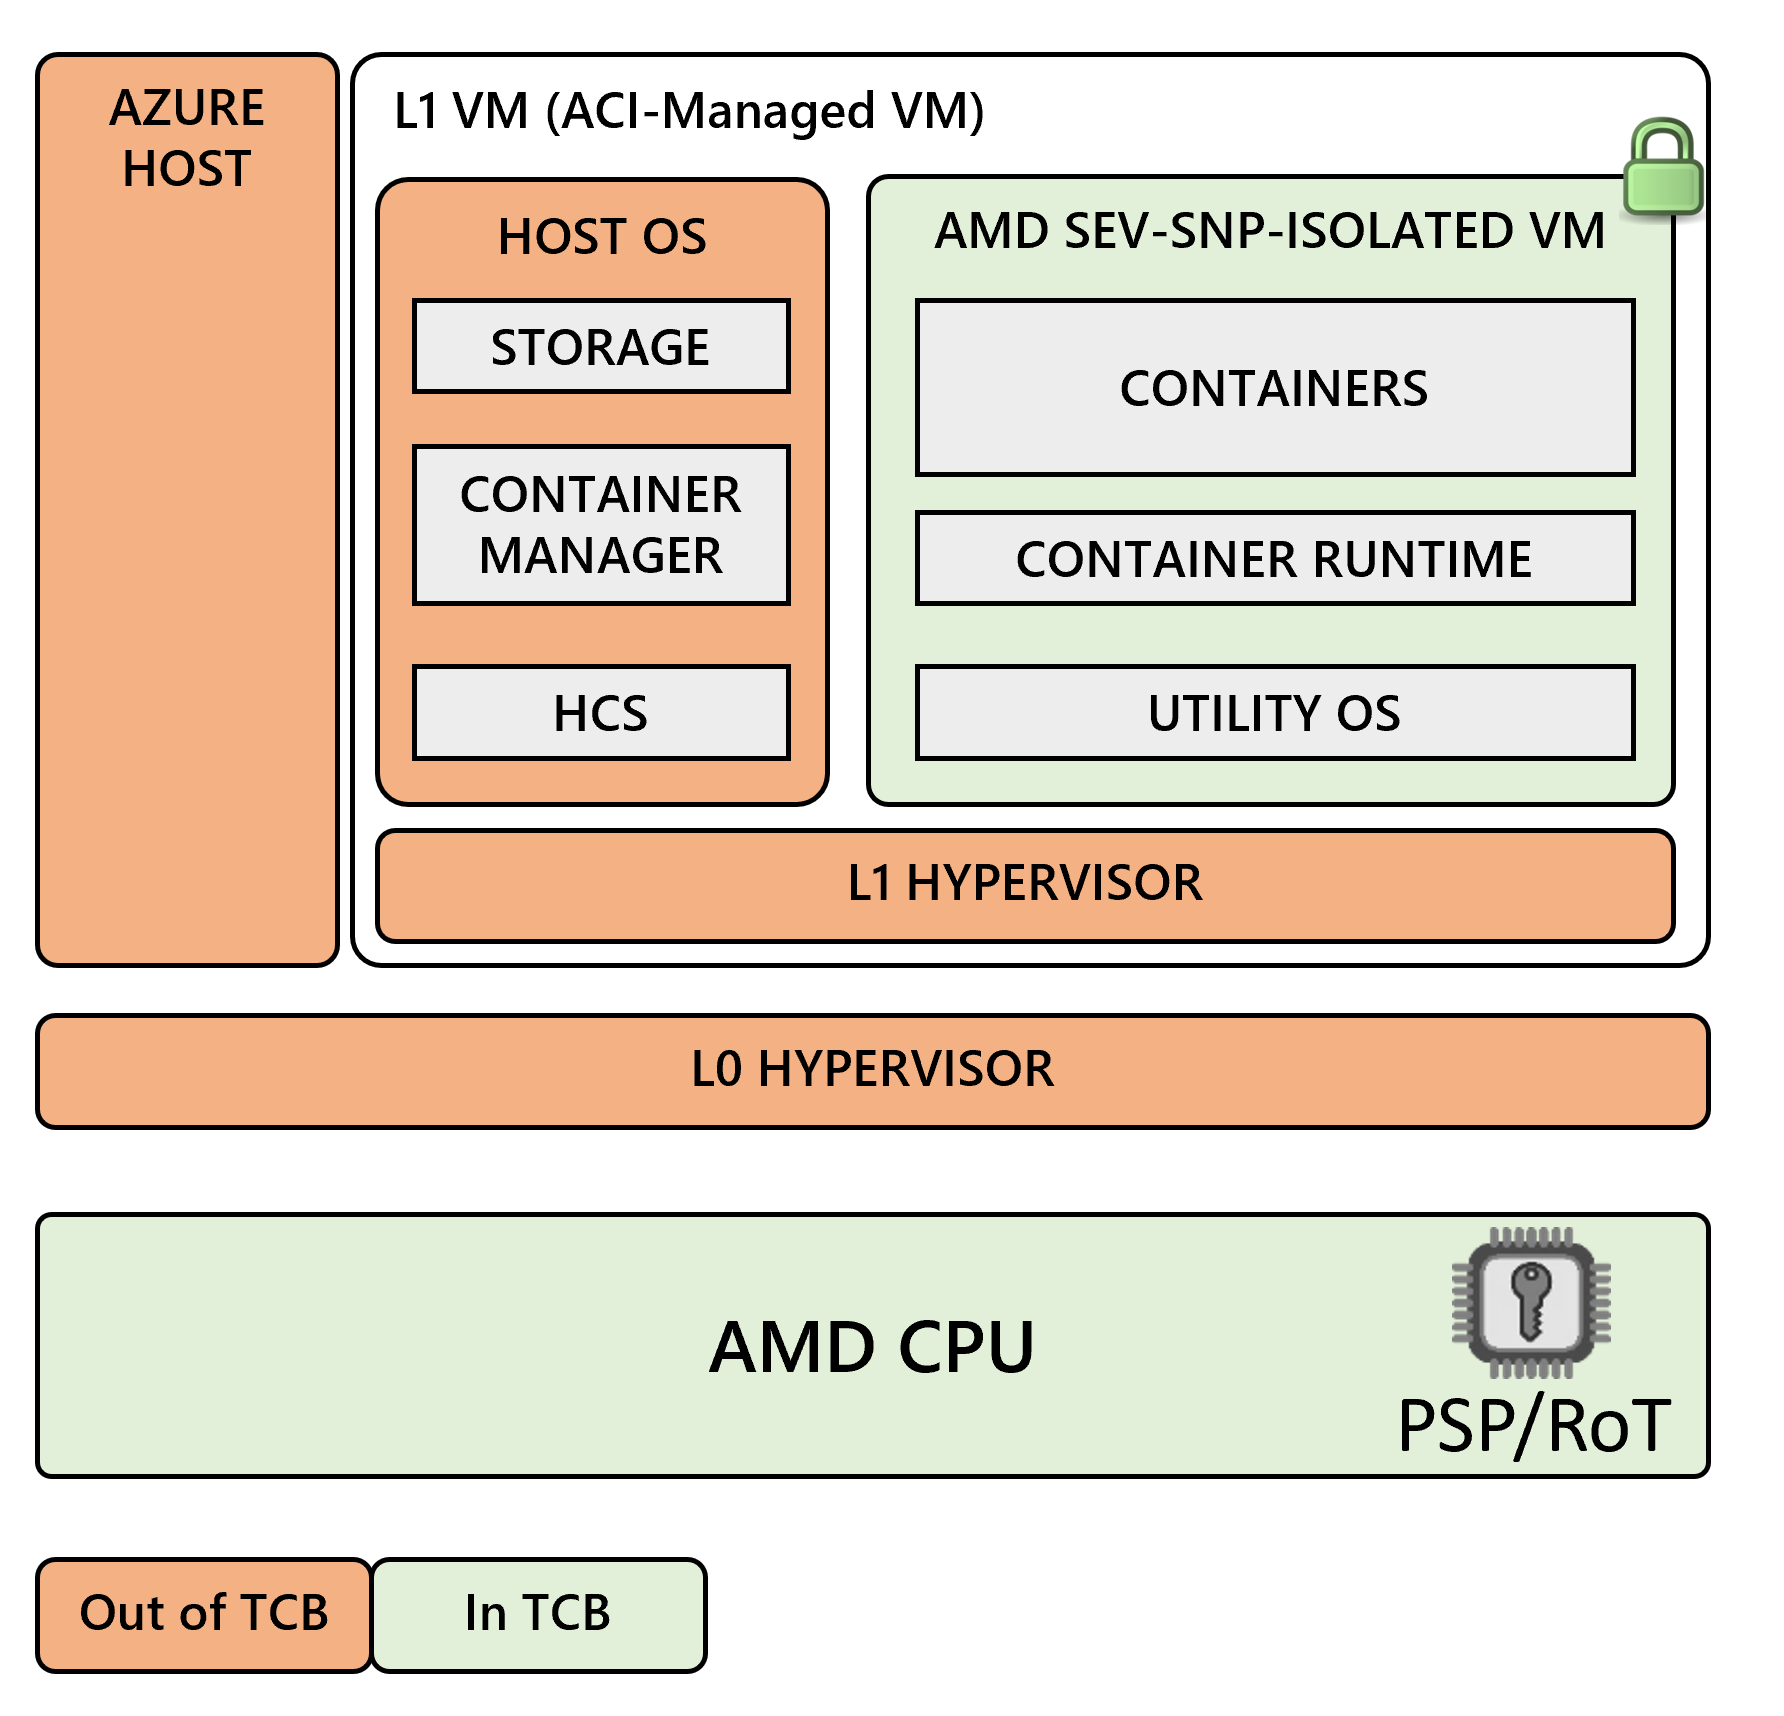 AZURE
HOST
L1 VM (ACI-Managed VM)
HOST OS
STORAGE
CONTAINER
MANAGER
HCS
AMD SEV-SNP-ISOLATED VM
CONTAINERS
CONTAINER RUNTIME
UTILITY OS
L1 HYPERVISOR
L0 HYPERVISOR
AMD CPU
PSP/RoT
Out of TCB
In TCB